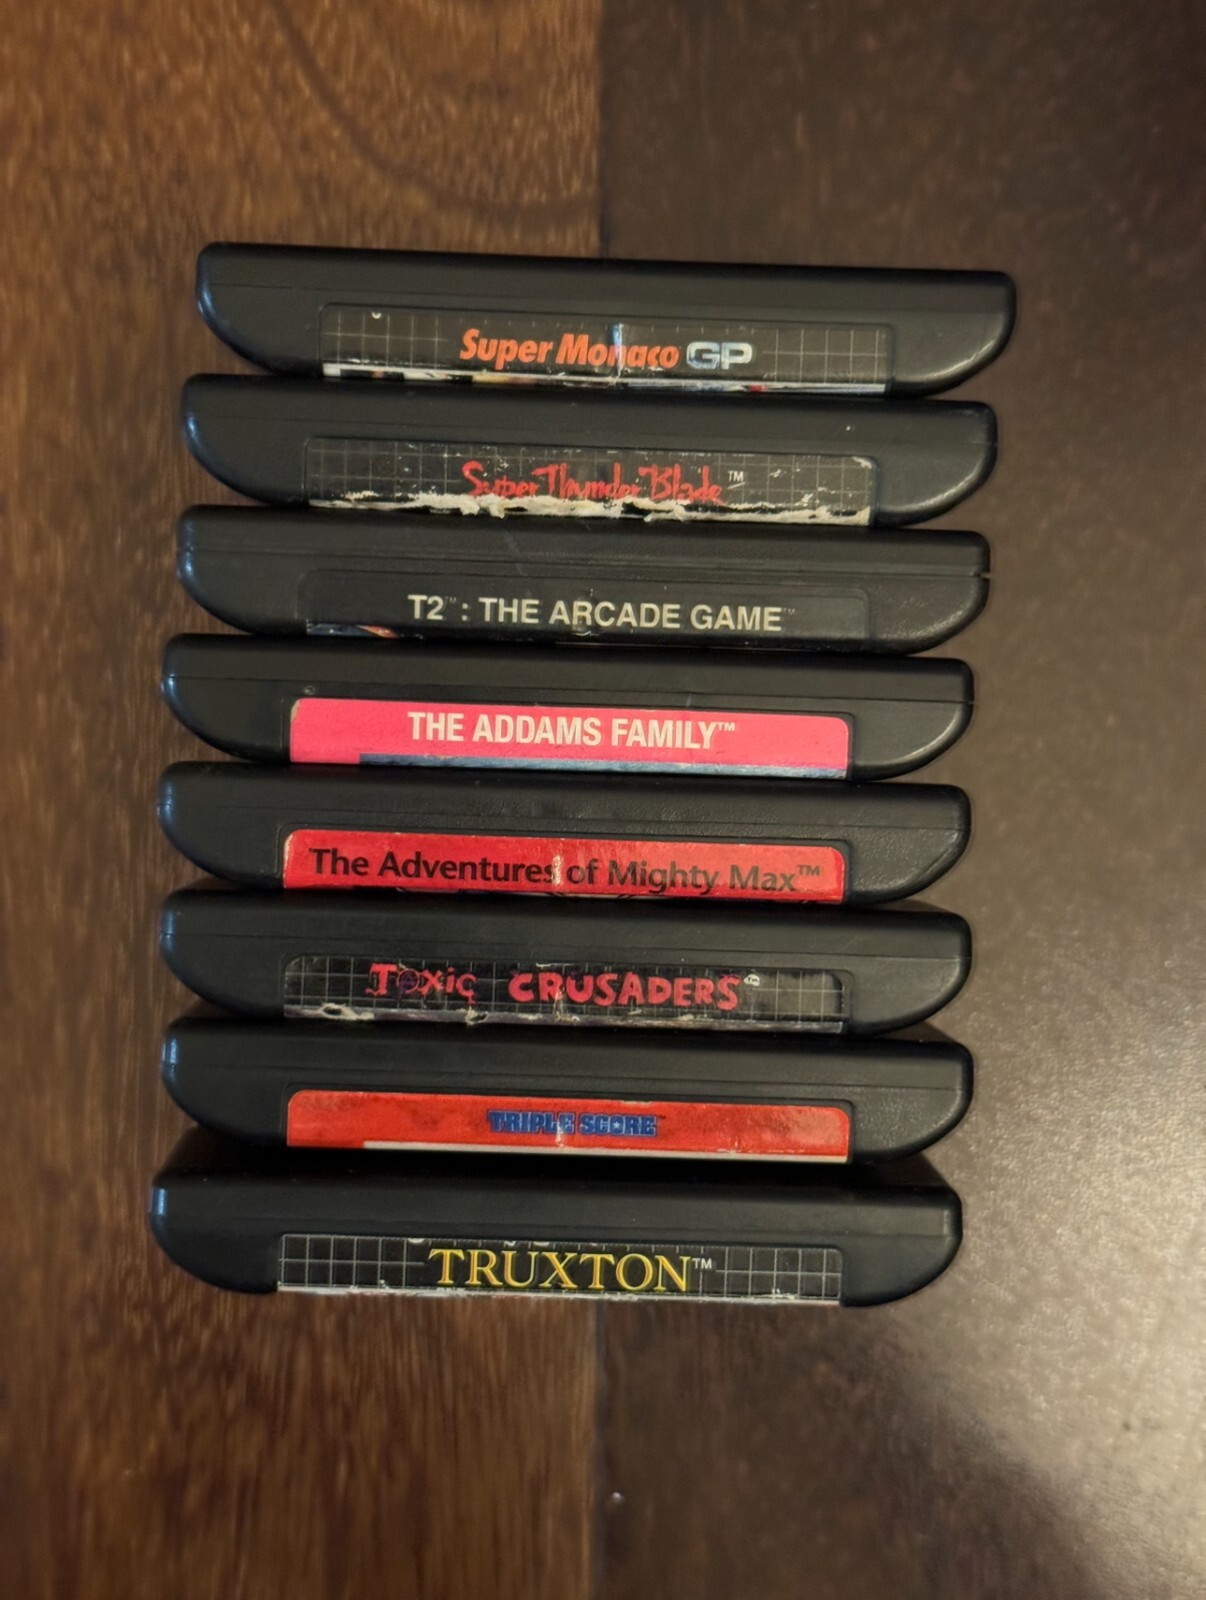 Super Monaco GP
Super Thunder Blade™
T2™: THE ARCADE GAME™
THE ADDAMS FAMILY™
The Adventures of Mighty Max™
TOXIC CRUSADERS®
TRIPLE SCORE™
TRUXTON™